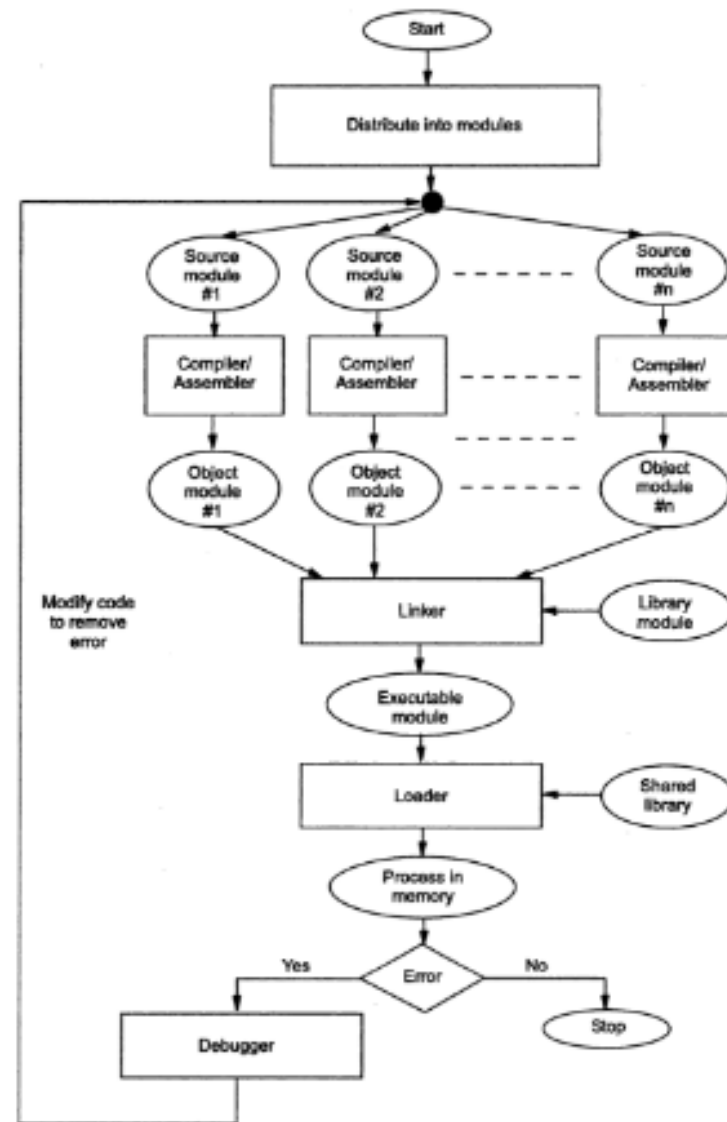 Start
Distribute into modules
Source
module
#1
Source
module
#2
Source
module
#n
Compiler/
Assembler
Compiler/
Assembler
Compiler/
Assembler
Object
module
#1
Object
module
#2
Object
module
#n
Modify code
to remove
error
Linker
Library
module
Executable
module
Loader
Shared
library
Process in
memory
Yes
Error
No
Debugger
Stop